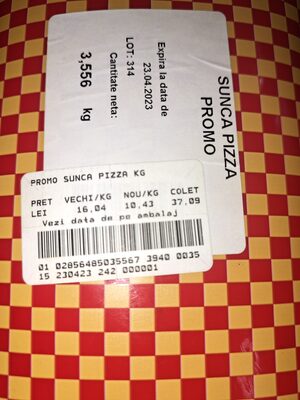 SUNCA PIZZA
PROMO
Expira la data de
23.04.2023
LOT: 314
Cantitate neta:
3,556 kg
PROMO SUNCA PIZZA KG
PRET VECHI/KG NOU/KG COLET
LEI 16.04 10.43 37.09
Vezi data de pe ambalaj
01 02856485035567 3940 0035
15 230423 242 000001